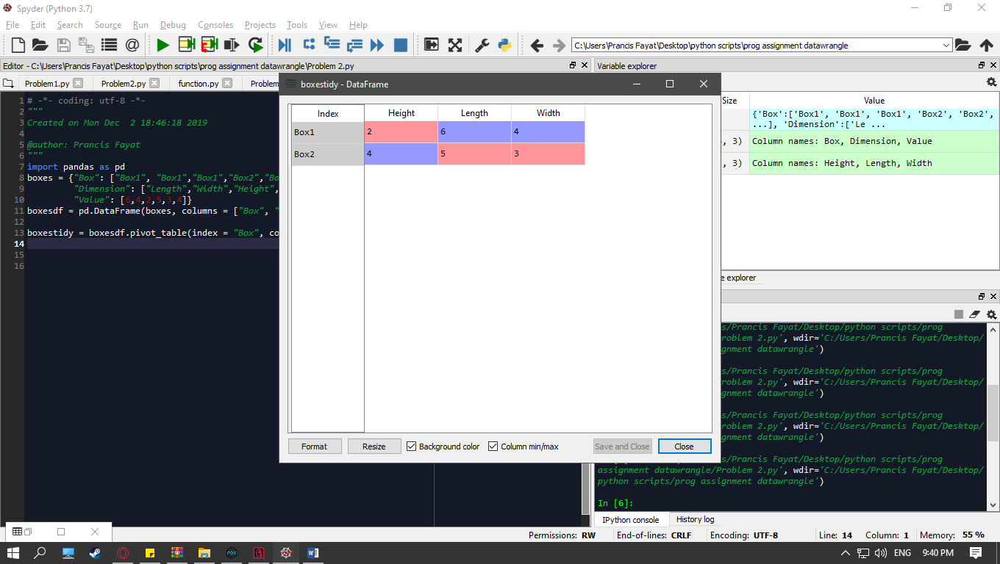 Spyder (Python 3.7)
File Edit Search Source Run Debug Consoles Projects Tools View Help
C:\Users\Prancis Fayat\Desktop\python scripts\prog assignment datawrangle
Editor - C:\Users\Prancis Fayat\Desktop\python scripts\prog assignment datawrangle\Problem 2.py
Variable explorer
Problem1.py Problem2.py function.py Problem
1 # -*- coding: utf-8 -*-
2 """
3 Created on Mon Dec  2 18:46:18 2019
4
5 @author: Prancis Fayat
6 """
7 import pandas as pd
8 boxes = {"Box": ["Box1", "Box1","Box1","Box2","Bo
9 "Dimension": ["Length","Width","Height",
10 "Value": [6,4,2,5,3,4]}
11 boxesdf = pd.DataFrame(boxes, columns = ["Box", "
12
13 boxestidy = boxesdf.pivot_table(index = "Box", co
14
15
16
boxestidy - DataFrame
Index Height Length Width
Box1 2 6 4
Box2 4 5 3
Format Resize Background color Column min/max Save and Close Close
Size Value
{'Box':['Box1', 'Box1', 'Box1', 'Box2', 'Box2',
...], 'Dimension':['Le ...
, 3) Column names: Box, Dimension, Value
, 3) Column names: Height, Length, Width
e explorer
s/Prancis Fayat/Desktop/python scripts/prog
roblem 2.py', wdir='C:/Users/Prancis Fayat/Desktop/
gnment datawrangle')
s/Prancis Fayat/Desktop/python scripts/prog
roblem 2.py', wdir='C:/Users/Prancis Fayat/Desktop/
gnment datawrangle')
s/Prancis Fayat/Desktop/python scripts/prog
roblem 2.py', wdir='C:/Users/Prancis Fayat/Desktop/
gnment datawrangle')
s/Prancis Fayat/Desktop/python scripts/prog
assignment datawrangle/Problem 2.py', wdir='C:/Users/Prancis Fayat/Desktop/
python scripts/prog assignment datawrangle')
In [6]:
IPython console History log
Permissions: RW End-of-lines: CRLF Encoding: UTF-8 Line: 14 Column: 1 Memory: 55 %
ENG 9:40 PM